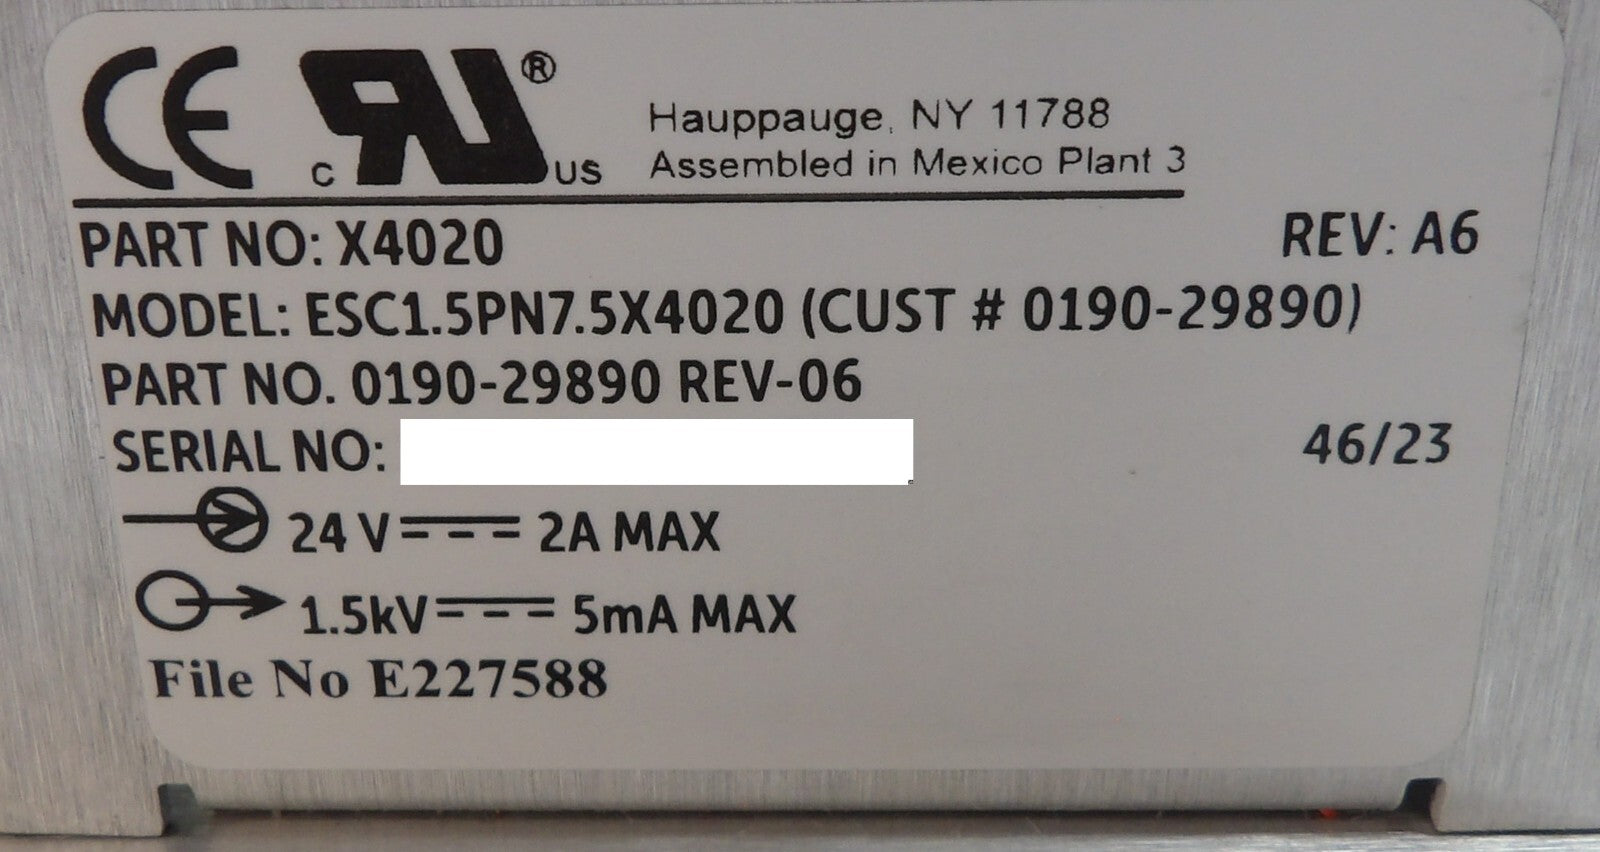 CE c RU ® US
Hauppauge, NY 11788
Assembled in Mexico Plant 3
PART NO: X4020 REV: A6
MODEL: ESC1.5PN7.5X4020 (CUST # 0190-29890)
PART NO. 0190-29890 REV-06
SERIAL NO: 46/23
24 V 2A MAX
1.5kV 5mA MAX
File No E227588